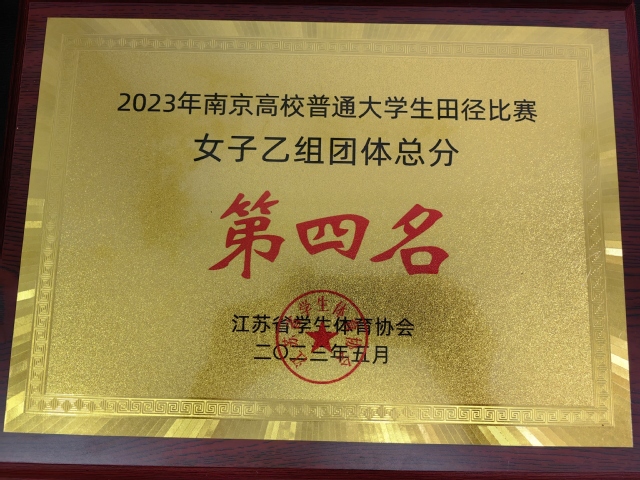 2023年南京高校普通大学生田径比赛
女子乙组团体总分
第四名
江苏省学生体育协会
二〇二三年五月